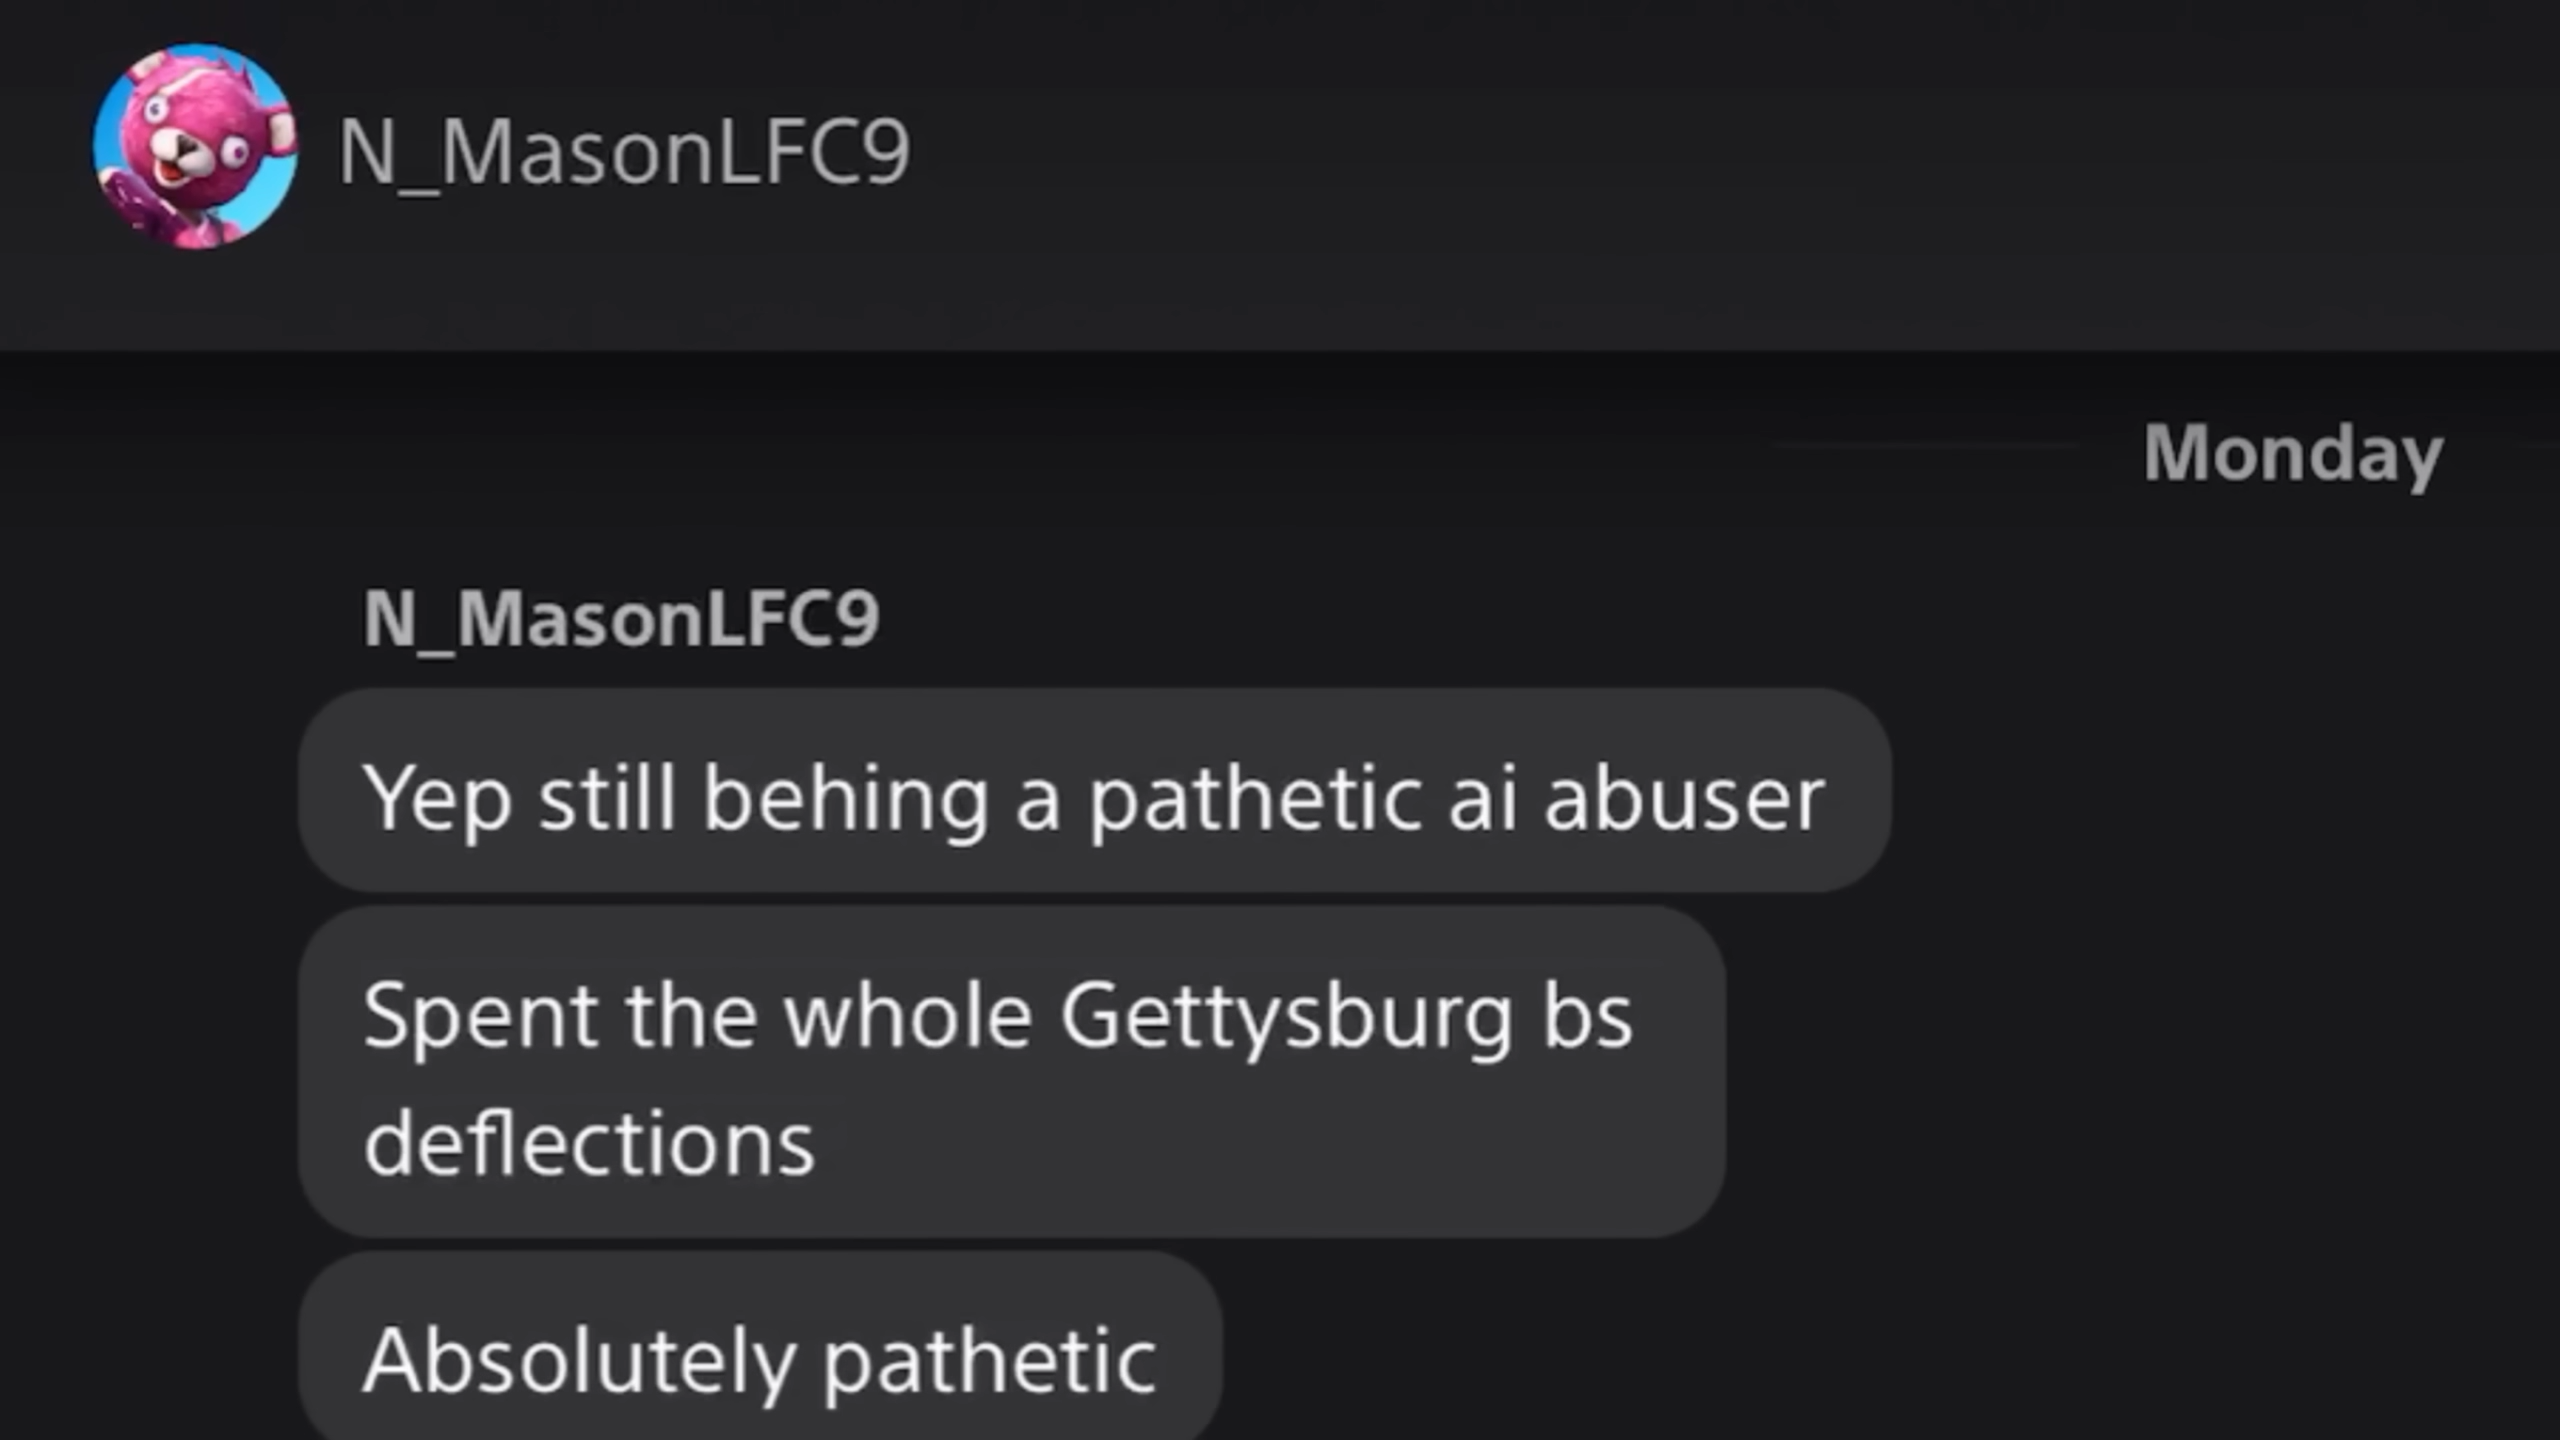 N_MasonLFC9
Monday
N_MasonLFC9
Yep still behing a pathetic ai abuser
Spent the whole Gettysburg bs
deflections
Absolutely pathetic